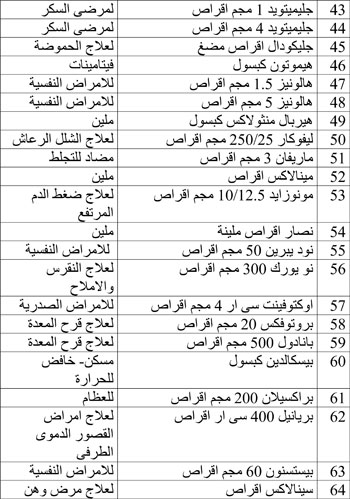 43 جليميتويد 1 مجم اقراص لمرضى السكر
44 جليميتويد 4 مجم اقراص لمرضى السكر
45 جليكودال اقراص مضغ لعلاج الحموضة
46 هيموتون كبسول فيتامينات
47 هالونيز 1.5 مجم اقراص للامراض النفسية
48 هالونيز 5 مجم اقراص للامراض النفسية
49 هيربال منثولاكس كبسول ملين
50 ليفوكار 250/25 اقراص لعلاج الشلل الرعاش
51 ماريفان 3 مجم اقراص مضاد للتجلط
52 مينالاكس اقراص ملين
53 مونوزايد 10/12.5 مجم اقراص لعلاج ضغط الدم
المرتفع
54 نصار اقراص ملينة ملين
55 نود يبرين 50 مجم اقراص للامراض النفسية
56 نو يورك 300 مجم اقراص لعلاج النقرس
والاملاح
57 اوكتوفينت سى ار 4 مجم اقراص للامراض الصدرية
58 بروتوفكس 20 مجم اقراص لعلاج قرح المعدة
59 بانادول 500 مجم اقراص لعلاج قرح المعدة
60 بيسكالدين كبسول مسكن- خافض
للحرارة
61 براكسيلان 200 مجم اقراص للعظام
62 بريانيل 400 سى ار اقراص لعلاج امراض
القصور الدموى
الطرفى
63 بيستسنون 60 مجم اقراص للامراض النفسية
64 سينالاكس اقراص لعلاج مرض وهن